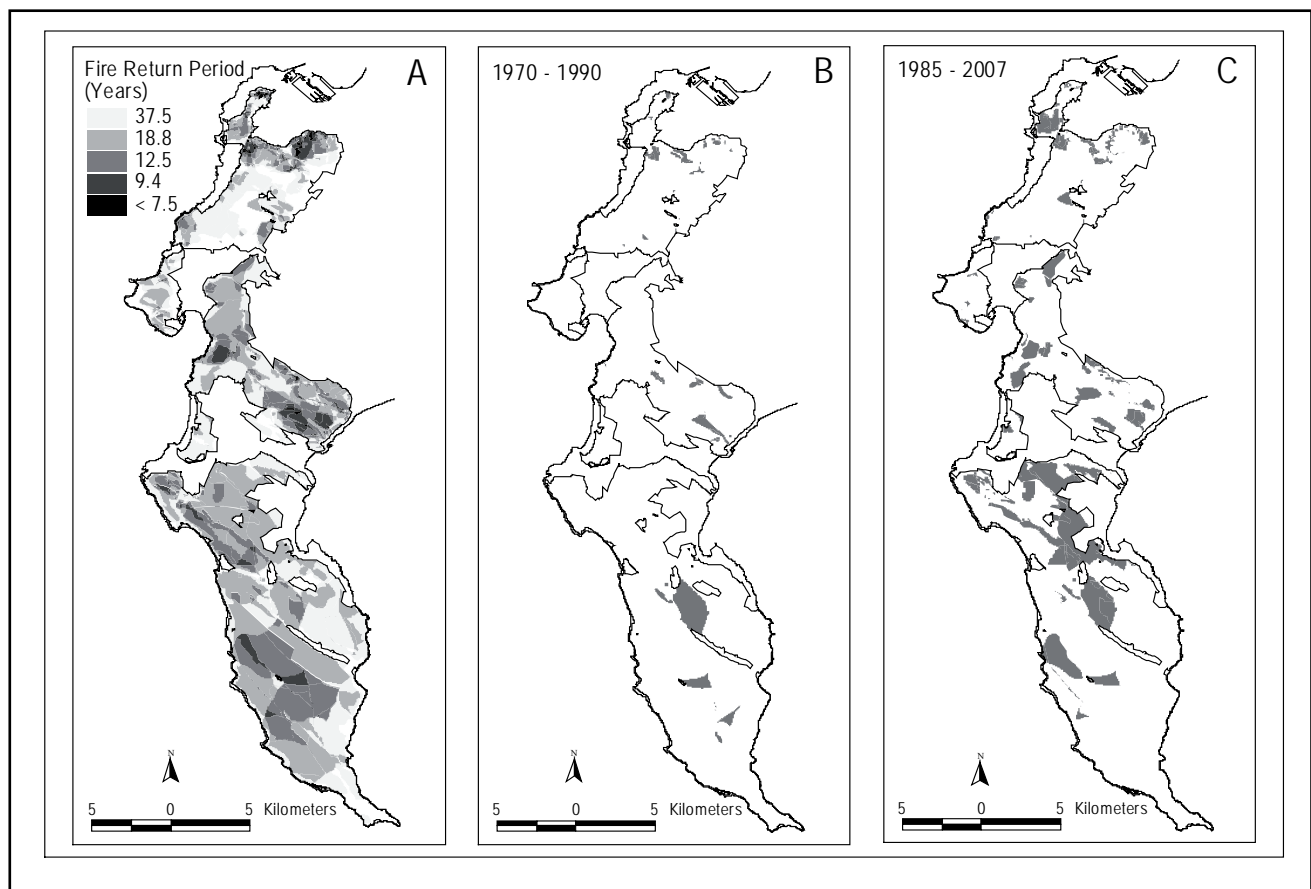 Fire Return Period
(Years)
37.5
18.8
12.5
9.4
< 7.5
A
N
5 0 5 Kilometers
1970 - 1990
B
N
5 0 5 Kilometers
1985 - 2007
C
N
5 0 5 Kilometers